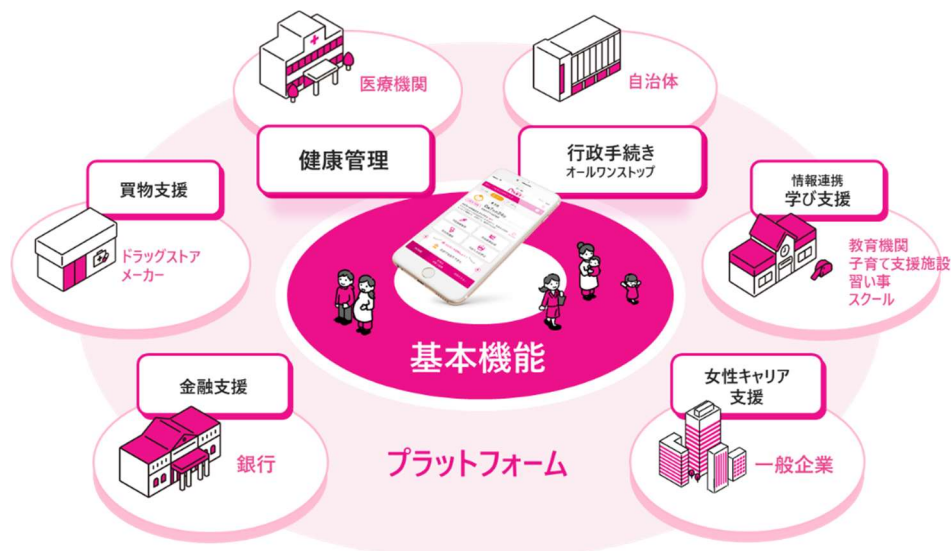 医療機関
健康管理
自治体
行政手続き
オールワンストップ
買物支援
ドラッグストア
メーカー
情報連携
学び支援
教育機関
子育て支援施設
習い事
スクール
基本機能
金融支援
銀行
女性キャリア
支援
一般企業
プラットフォーム